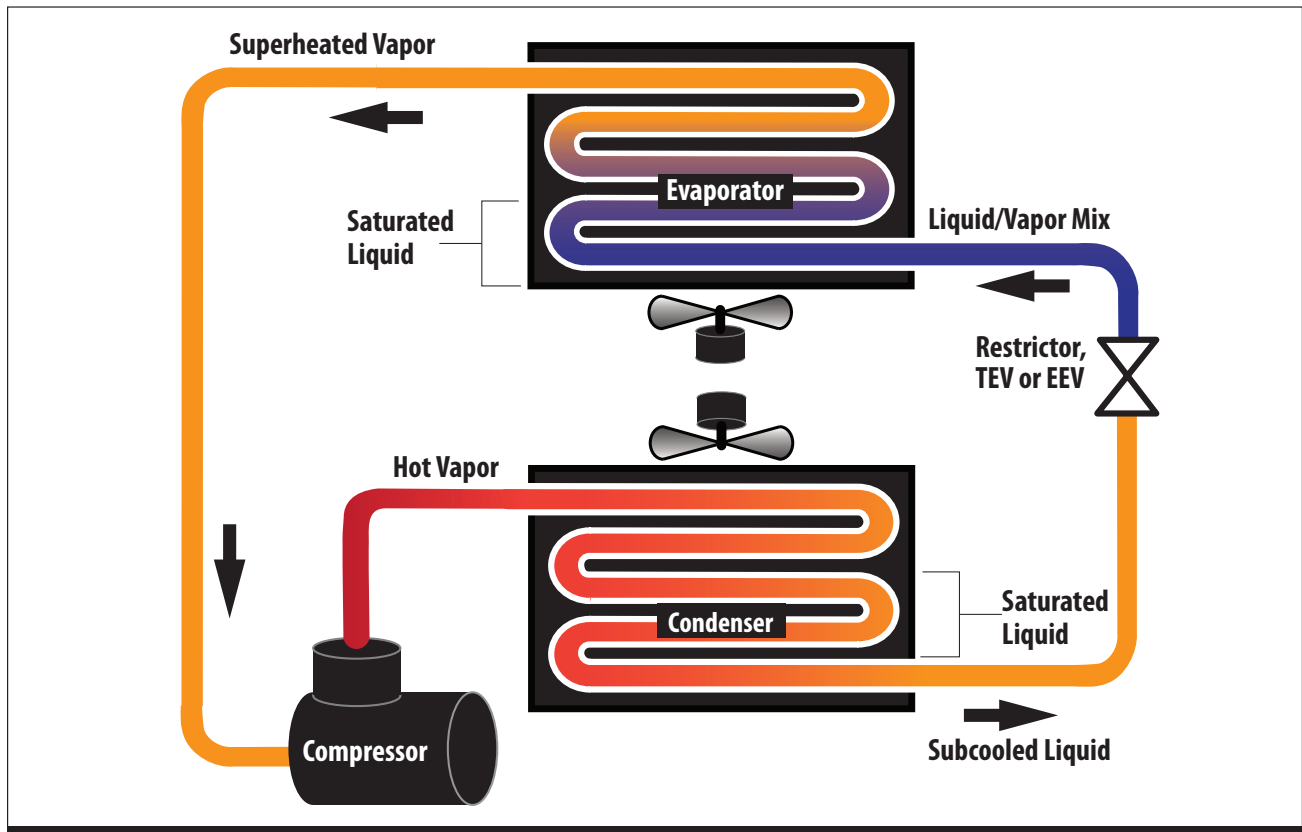 Superheated Vapor
Evaporator
Saturated
Liquid
Liquid/Vapor Mix
Restrictor,
TEV or EEV
Hot Vapor
Condenser
Saturated
Liquid
Compressor
Subcooled Liquid